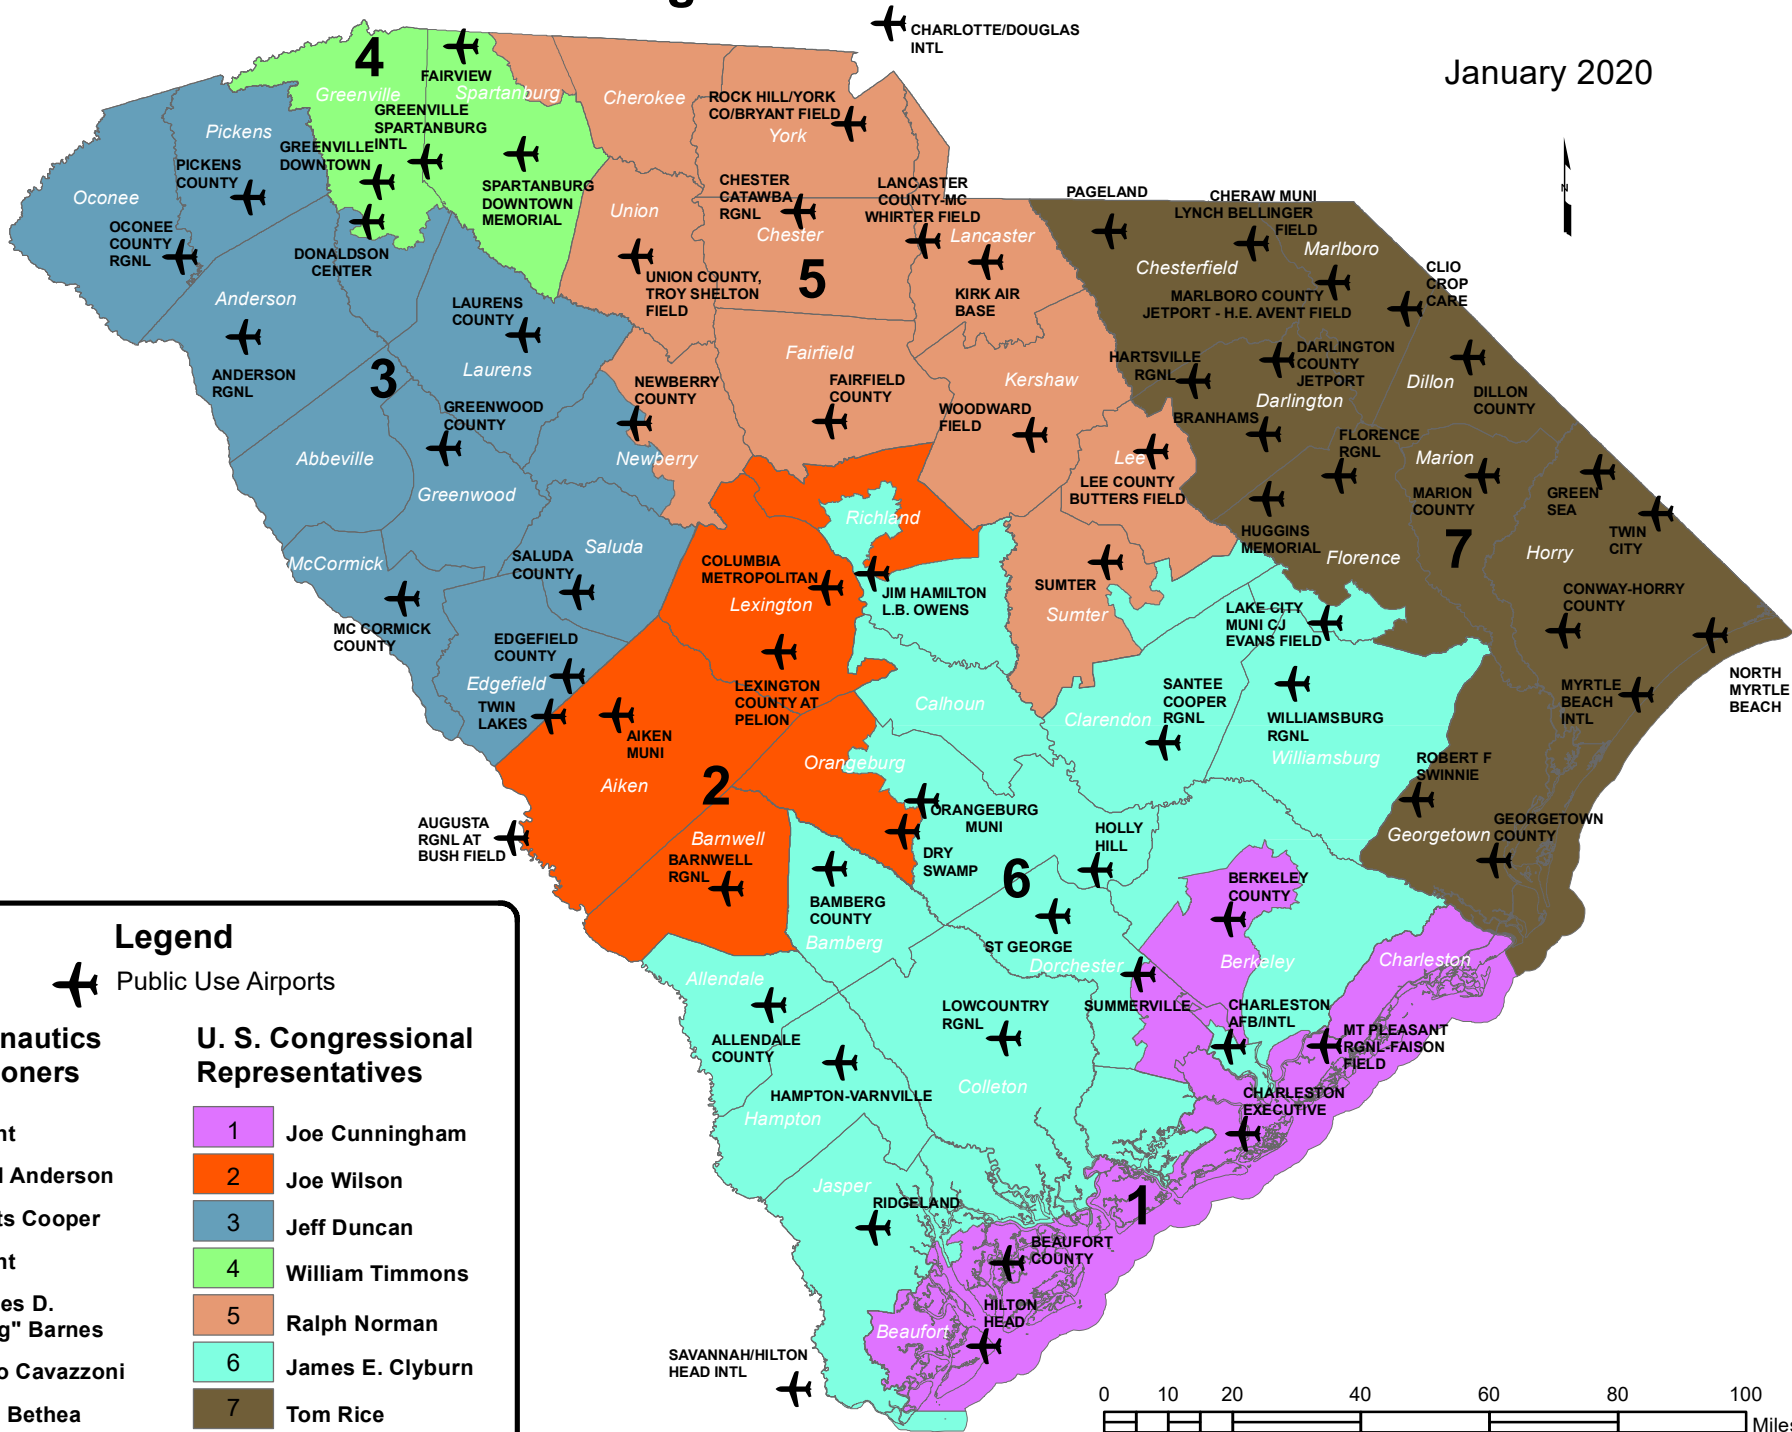 CHARLOTTE/DOUGLAS
INTL
January 2020
N
4
FAIRVIEW
Greenville
Spartanburg
Cherokee
ROCK HILL/YORK
CO/BRYANT FIELD
York
GREENVILLE
SPARTANBURG
INTL
Pickens
GREENVILLE
DOWNTOWN
PICKENS
COUNTY
Oconee
OCONEE
COUNTY
RGNL
SPARTANBURG
DOWNTOWN
MEMORIAL
DONALDSON
CENTER
Union
CHESTER
CATAWBA
RGNL
Chester
LANCASTER
COUNTY-MC
WHIRTER FIELD
Lancaster
PAGELAND
CHERAW MUNI
LYNCH BELLINGER
FIELD
Marlboro
Chesterfield
CLIO
CROP
CARE
MARLBORO COUNTY
JETPORT - H.E. AVENT FIELD
UNION COUNTY,
TROY SHELTON
FIELD
5
KIRK AIR
BASE
Anderson
LAURENS
COUNTY
ANDERSON
RGNL
3
Laurens
Fairfield
Kershaw
HARTSVILLE
RGNL
DARLINGTON
COUNTY
JETPORT
Darlington
Dillon
DILLON
COUNTY
GREENWOOD
COUNTY
NEWBERRY
COUNTY
FAIRFIELD
COUNTY
WOODWARD
FIELD
BRANHAMS
FLORENCE
RGNL
Abbeville
Greenwood
Newberry
Lee
LEE COUNTY
BUTTERS FIELD
Marion
MARION
COUNTY
GREEN
SEA
TWIN
CITY
Richland
HUGGINS
MEMORIAL
Florence
7
Horry
McCormick
SALUDA
COUNTY
Saluda
COLUMBIA
METROPOLITAN
Lexington
JIM HAMILTON
L.B. OWENS
SUMTER
Sumter
LAKE CITY
MUNI CJ
EVANS FIELD
CONWAY-HORRY
COUNTY
MC CORMICK
COUNTY
EDGEFIELD
COUNTY
Edgefield
TWIN
LAKES
AIKEN
MUNI
LEXINGTON
COUNTY AT
PELION
Calhoun
Clarendon
SANTEE
COOPER
RGNL
WILLIAMSBURG
RGNL
Williamsburg
MYRTLE
BEACH
INTL
NORTH
MYRTLE
BEACH
Aiken
2
Orangeburg
ROBERT F
SWINNIE
Georgetown
GEORGETOWN
COUNTY
AUGUSTA
RGNL AT
BUSH FIELD
Barnwell
BARNWELL
RGNL
ORANGEBURG
MUNI
DRY
SWAMP
HOLLY
HILL
6
BAMBERG
COUNTY
Bamberg
BERKELEY
COUNTY
Berkeley
ST GEORGE
Dorchester
SUMMERVILLE
Charleston
CHARLESTON
AFB/INTL
MT PLEASANT
RGNL-FAISON
FIELD
Allendale
ALLENDALE
COUNTY
LOWCOUNTRY
RGNL
Colleton
HAMPTON-VARNVILLE
Hampton
CHARLESTON
EXECUTIVE
Jasper
RIDGELAND
1
BEAUFORT
COUNTY
HILTON
HEAD
Beaufort
SAVANNAH/HILTON
HEAD INTL
Legend
Public Use Airports
nautics
oners
nt
Anderson
ts Cooper
nt
es D.
g" Barnes
o Cavazzoni
Bethea
U. S. Congressional
Representatives
1 Joe Cunningham
2 Joe Wilson
3 Jeff Duncan
4 William Timmons
5 Ralph Norman
6 James E. Clyburn
7 Tom Rice
0 10 20 40 60 80 100
Miles